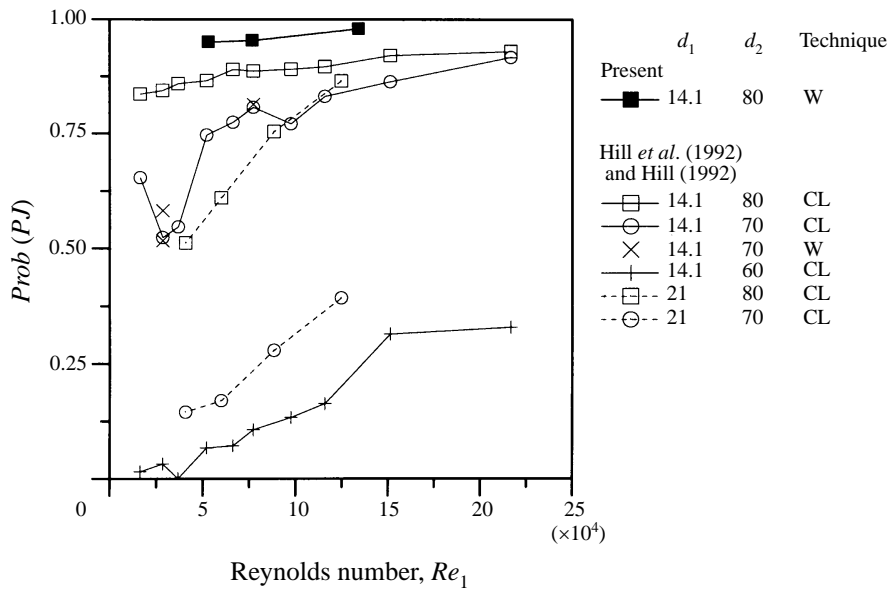 1.00
0.75
0.50
0.25
0
5
10
15
20
25
(×10⁴)
Prob (PJ)
Reynolds number, Re₁
d₁ d₂ Technique
Present
14.1 80 W
Hill et al. (1992)
and Hill (1992)
14.1 80 CL
14.1 70 CL
14.1 70 W
14.1 60 CL
21 80 CL
21 70 CL